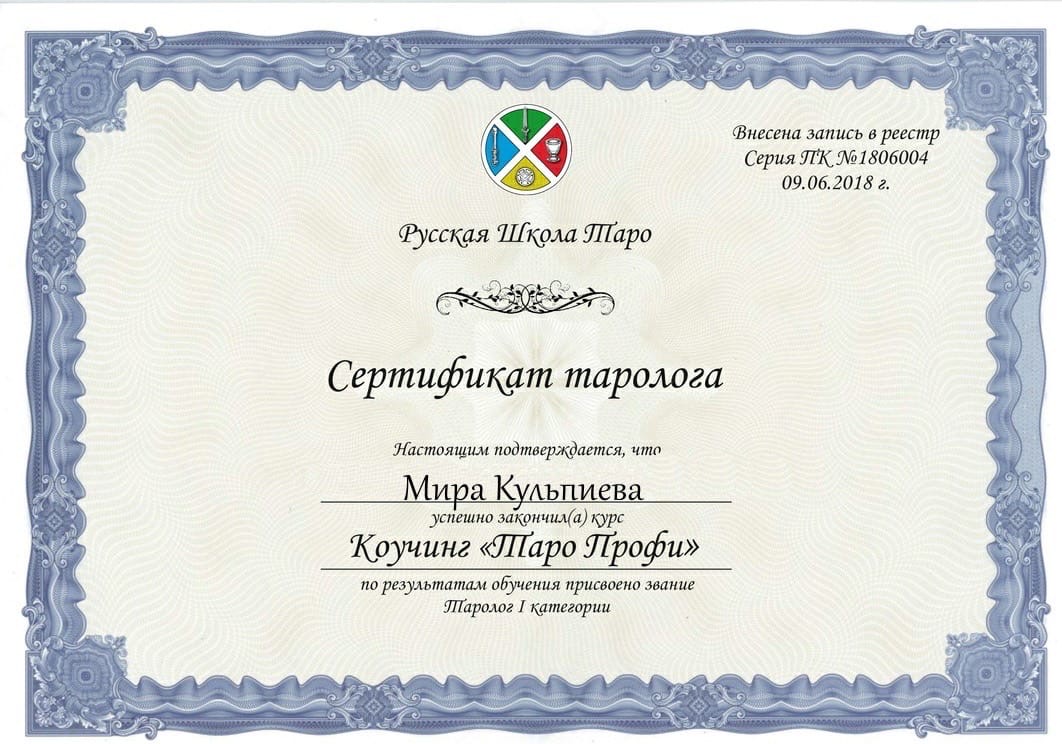 Внесена запись в реестр
Серия ПК №1806004
09.06.2018 г.
Русская Школа Таро
Сертификат таролога
Настоящим подтверждается, что
Мира Кульпиева
успешно закончил(а) курс
Коучинг «Таро Профи»
по результатам обучения присвоено звание
Таролог I категории